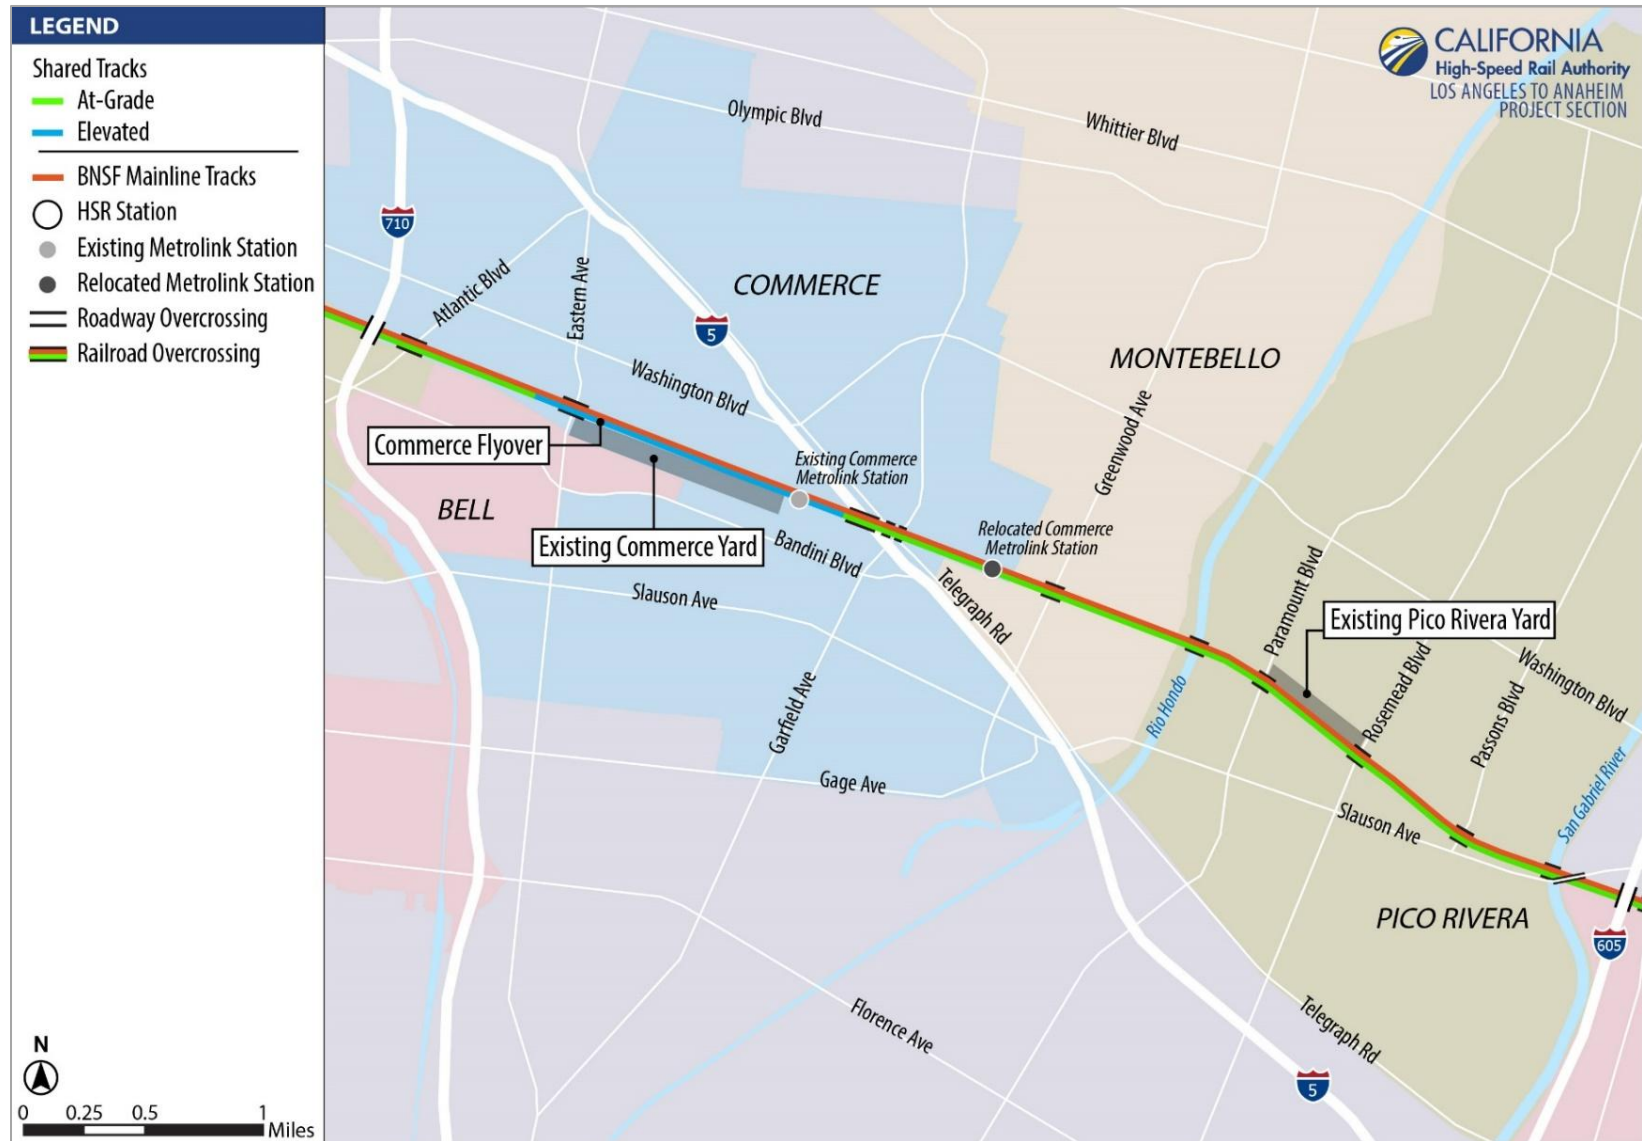 LEGEND
Shared Tracks
At-Grade
Elevated
BNSF Mainline Tracks
HSR Station
Existing Metrolink Station
Relocated Metrolink Station
Roadway Overcrossing
Railroad Overcrossing
N
0 0.25 0.5 1
Miles
CALIFORNIA
High-Speed Rail Authority
LOS ANGELES TO ANAHEIM
PROJECT SECTION
Olympic Blvd
Whittier Blvd
710
Atlantic Blvd
Eastern Ave
COMMERCE
5
Washington Blvd
MONTEBELLO
Greenwood Ave
Commerce Flyover
Existing Commerce
Metrolink Station
BELL
Existing Commerce Yard
Bandini Blvd
Relocated Commerce
Metrolink Station
Slauson Ave
Telegraph Rd
Paramount Blvd
Existing Pico Rivera Yard
Rosemead Blvd
Washington Blvd
Passons Blvd
Rio Hondo
Garfield Ave
Gage Ave
Slauson Ave
San Gabriel River
PICO RIVERA
605
Florence Ave
Telegraph Rd
5